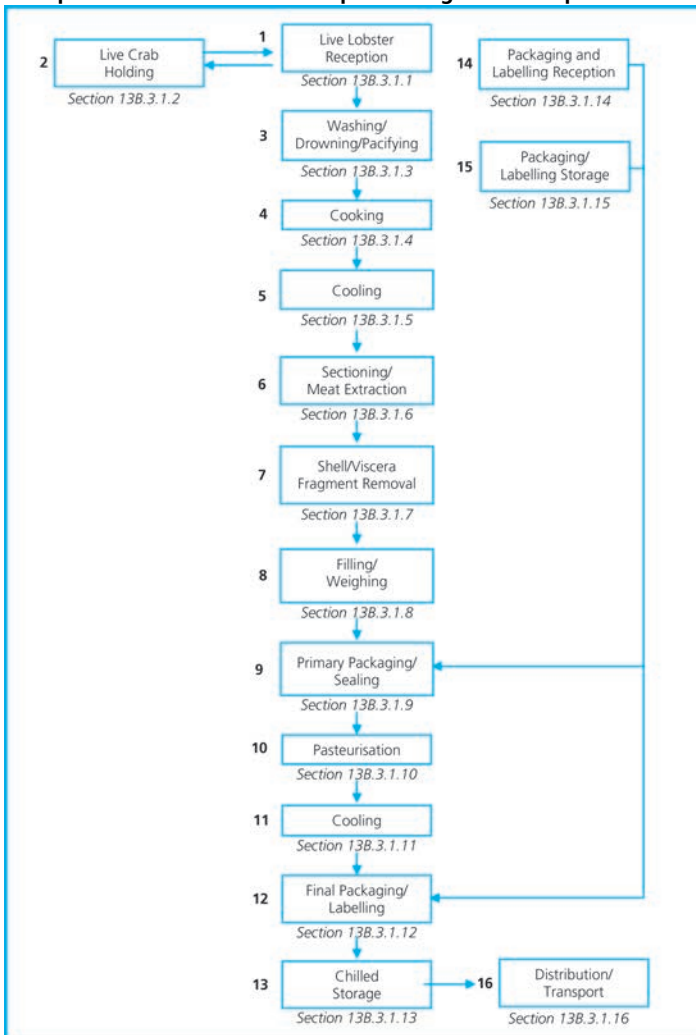 1
Live Lobster
Reception
Section 13B.3.1.1
2
Live Crab
Holding
Section 13B.3.1.2
14
Packaging and
Labelling Reception
Section 13B.3.1.14
3
Washing/
Drowning/Pacifying
Section 13B.3.1.3
15
Packaging/
Labelling Storage
Section 13B.3.1.15
4
Cooking
Section 13B.3.1.4
5
Cooling
Section 13B.3.1.5
6
Sectioning/
Meat Extraction
Section 13B.3.1.6
7
Shell/Viscera
Fragment Removal
Section 13B.3.1.7
8
Filling/
Weighing
Section 13B.3.1.8
9
Primary Packaging/
Sealing
Section 13B.3.1.9
10
Pasteurisation
Section 13B.3.1.10
11
Cooling
Section 13B.3.1.11
12
Final Packaging/
Labelling
Section 13B.3.1.12
13
Chilled
Storage
Section 13B.3.1.13
16
Distribution/
Transport
Section 13B.3.1.16